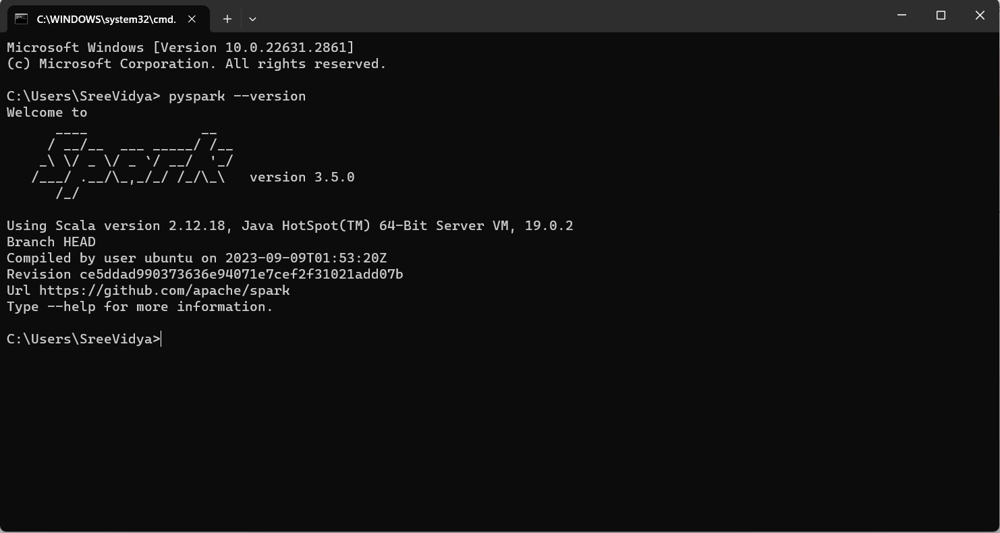 C:\WINDOWS\system32\cmd.
Microsoft Windows [Version 10.0.22631.2861]
(c) Microsoft Corporation. All rights reserved.
C:\Users\SreeVidya> pyspark --version
Welcome to
      ____              __
     / __/__  ___ _____/ /__
    _\ \/ _ \/ _ `/ __/  '_/
   /___/ .__/\_,_/_/ /_/\_\   version 3.5.0
      /_/
Using Scala version 2.12.18, Java HotSpot(TM) 64-Bit Server VM, 19.0.2
Branch HEAD
Compiled by user ubuntu on 2023-09-09T01:53:20Z
Revision ce5ddad990373636e94071e7cef2f31021add07b
Url https://github.com/apache/spark
Type --help for more information.
C:\Users\SreeVidya>